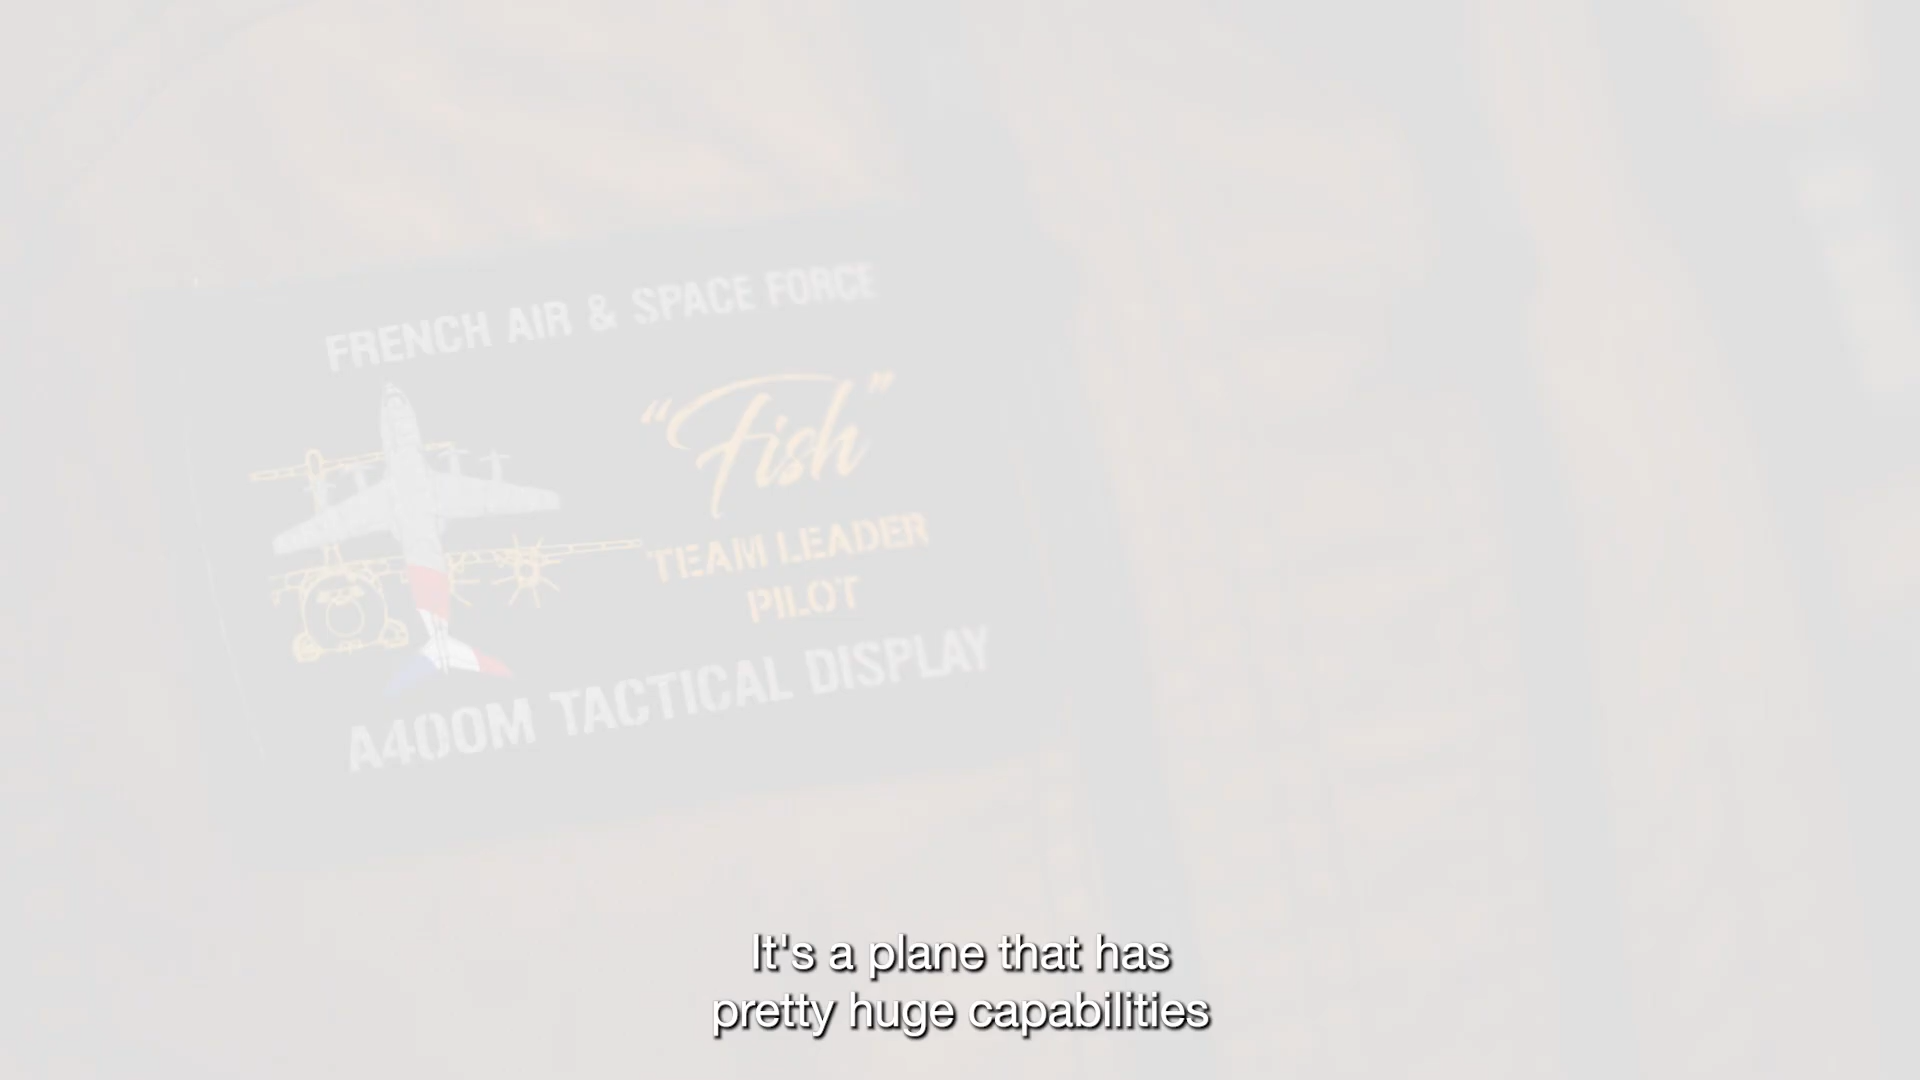 FRENCH AIR & SPACE FORCE
“Fish”
TEAM LEADER
PILOT
A400M TACTICAL DISPLAY
It's a plane that has
pretty huge capabilities